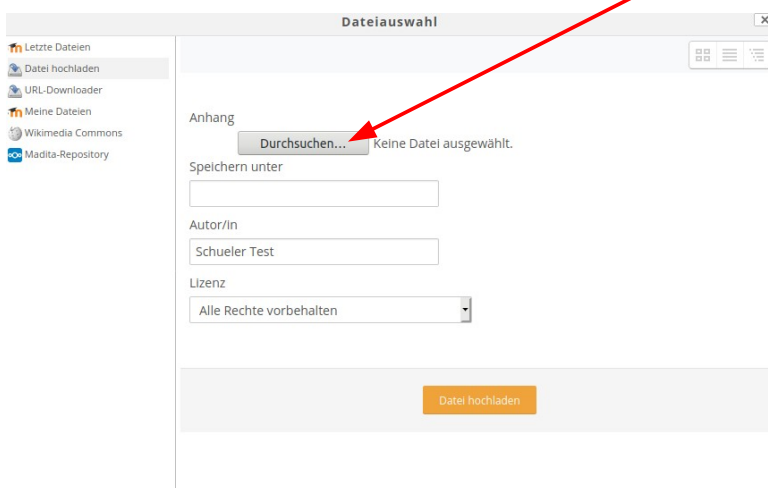 Dateiauswahl
Letzte Dateien
Datei hochladen
URL-Downloader
Meine Dateien
Wikimedia Commons
Madita-Repository
Anhang
Durchsuchen... Keine Datei ausgewählt.
Speichern unter
Autor/in
Schueler Test
Lizenz
Alle Rechte vorbehalten
Datei hochladen